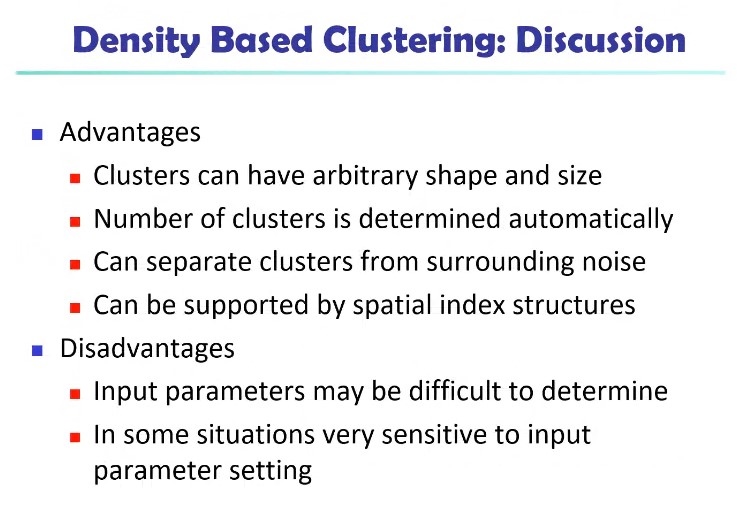 Density Based Clustering: Discussion
Advantages
Clusters can have arbitrary shape and size
Number of clusters is determined automatically
Can separate clusters from surrounding noise
Can be supported by spatial index structures
Disadvantages
Input parameters may be difficult to determine
In some situations very sensitive to input
parameter setting